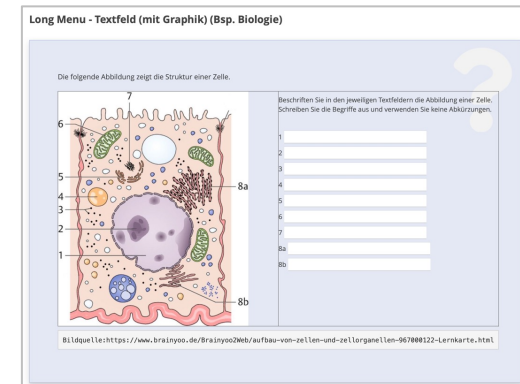 Long Menu - Textfeld (mit Graphik) (Bsp. Biologie)
Die folgende Abbildung zeigt die Struktur einer Zelle.
7
6
5
4
3
2
1
8a
8b
Beschriften Sie in den jeweiligen Textfeldern die Abbildung einer Zelle.
Schreiben Sie die Begriffe aus und verwenden Sie keine Abkürzungen.
1
2
3
4
5
6
7
8a
8b
Bildquelle:https://www.brainyoo.de/Brainyoo2Web/aufbau-von-zellen-und-zellorganellen-967000122-Lernkarte.html
?